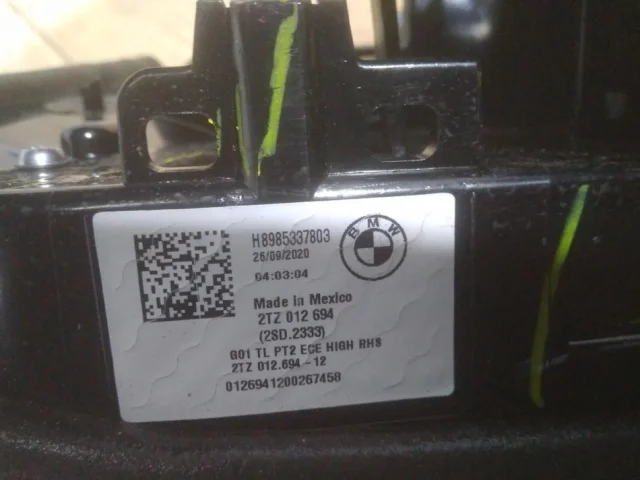 H8985337803
26/09/2020
04:03:04
BMW
Made in Mexico
2TZ 012 694
(2SD.2333)
G01 TL PT2 ECE HIGH RHS
2TZ 012.694-12
0126941200267458